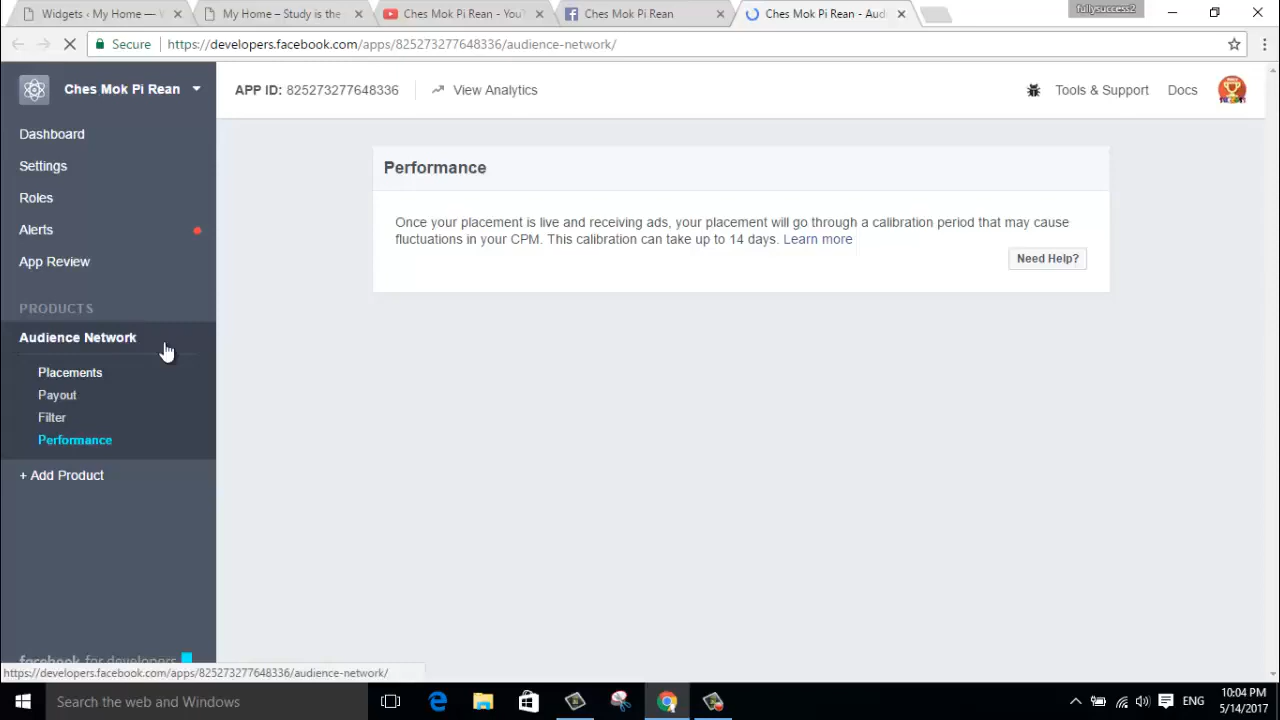 Widgets ‹ My Home — W
My Home – Study is the
Ches Mok Pi Rean - YouT
Ches Mok Pi Rean
Ches Mok Pi Rean - Aud
fullysuccess2
Secure
https://developers.facebook.com/apps/825273277648336/audience-network/
Ches Mok Pi Rean
APP ID: 825273277648336
View Analytics
Tools & Support
Docs
Dashboard
Settings
Roles
Alerts
App Review
PRODUCTS
Audience Network
Placements
Payout
Filter
Performance
+ Add Product
Performance
Once your placement is live and receiving ads, your placement will go through a calibration period that may cause
fluctuations in your CPM. This calibration can take up to 14 days. Learn more
Need Help?
facebook for developers
https://developers.facebook.com/apps/825273277648336/audience-network/
Search the web and Windows
ENG
10:04 PM
5/14/2017